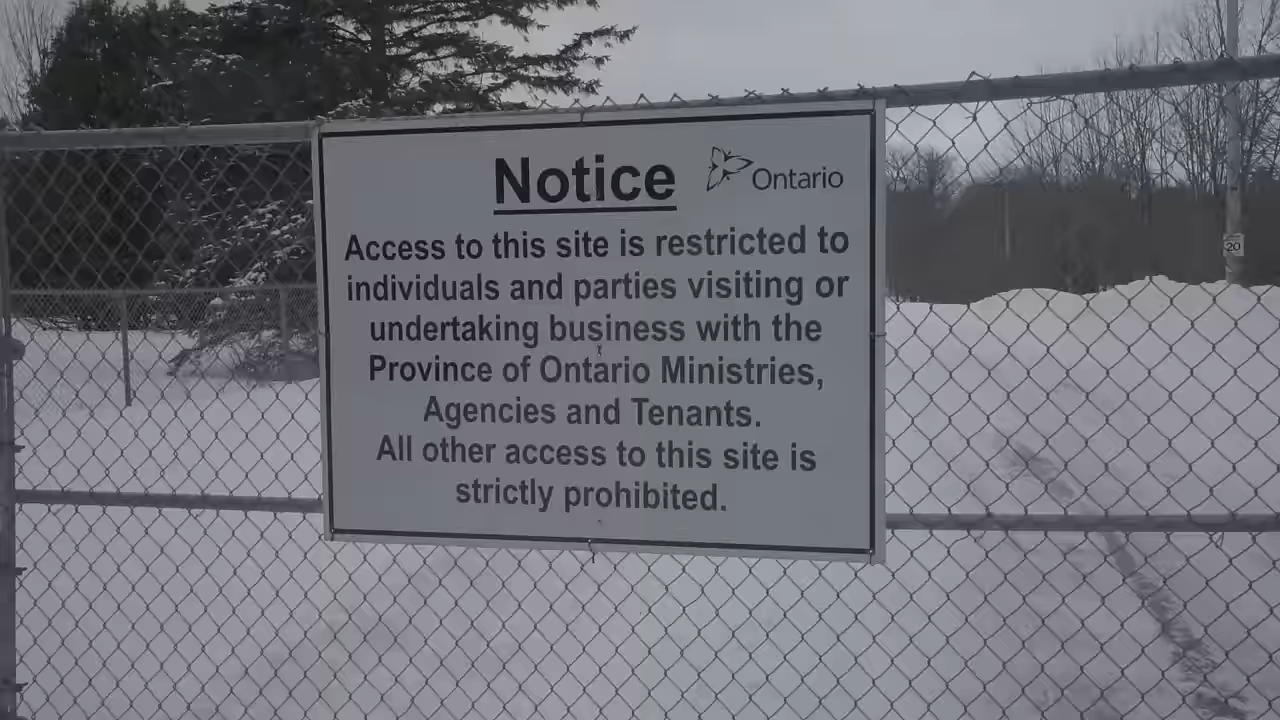 Notice
Ontario
Access to this site is restricted to
individuals and parties visiting or
undertaking business with the
Province of Ontario Ministries,
Agencies and Tenants.
All other access to this site is
strictly prohibited.
20